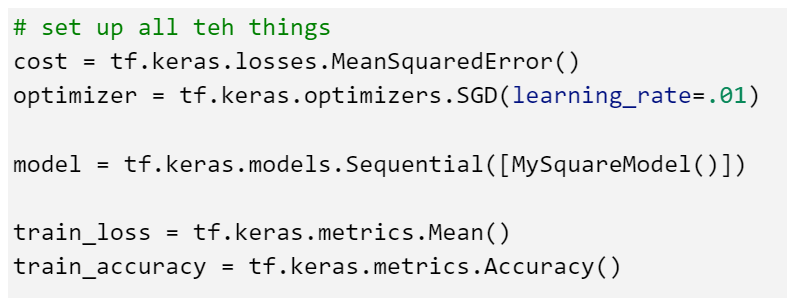 # set up all teh things
cost = tf.keras.losses.MeanSquaredError()
optimizer = tf.keras.optimizers.SGD(learning_rate=.01)
model = tf.keras.models.Sequential([MySquareModel()])
train_loss = tf.keras.metrics.Mean()
train_accuracy = tf.keras.metrics.Accuracy()